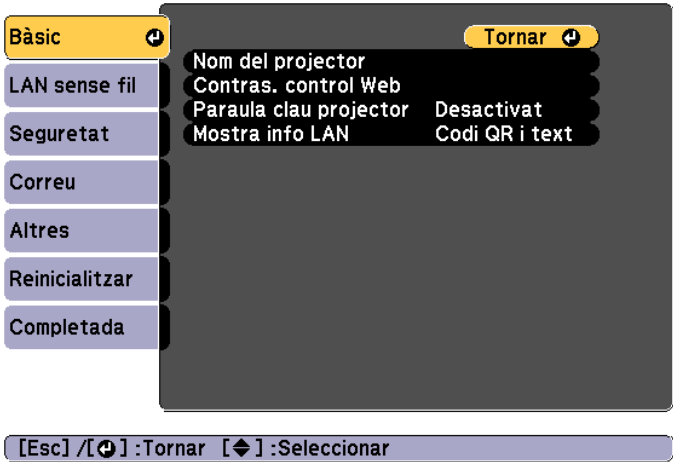 Bàsic
LAN sense fil
Seguretat
Correu
Altres
Reinicialitzar
Completada
Tornar
Nom del projector
Contras. control Web
Paraula clau projector Desactivat
Mostra info LAN Codi QR i text
[Esc] /[ ] :Tornar [ ] :Seleccionar